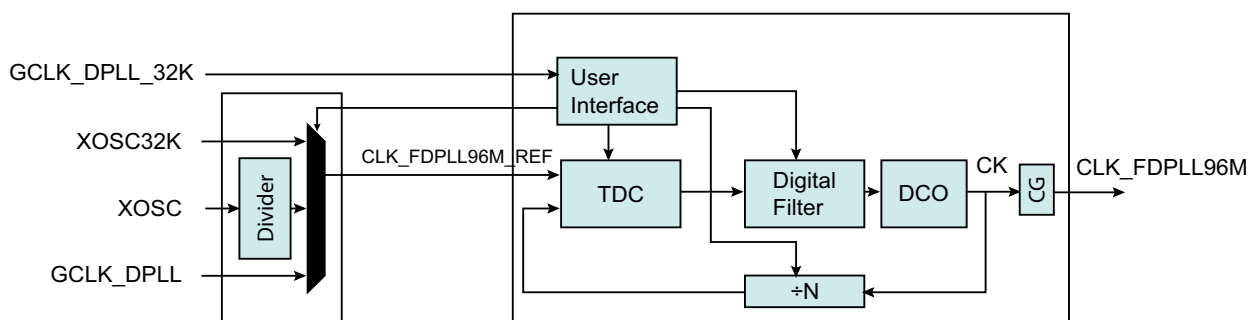 GCLK_DPLL_32K
User
Interface
XOSC32K
CLK_FDPLL96M_REF
CK
CLK_FDPLL96M
XOSC
Divider
TDC
Digital
Filter
DCO
CG
GCLK_DPLL
÷N